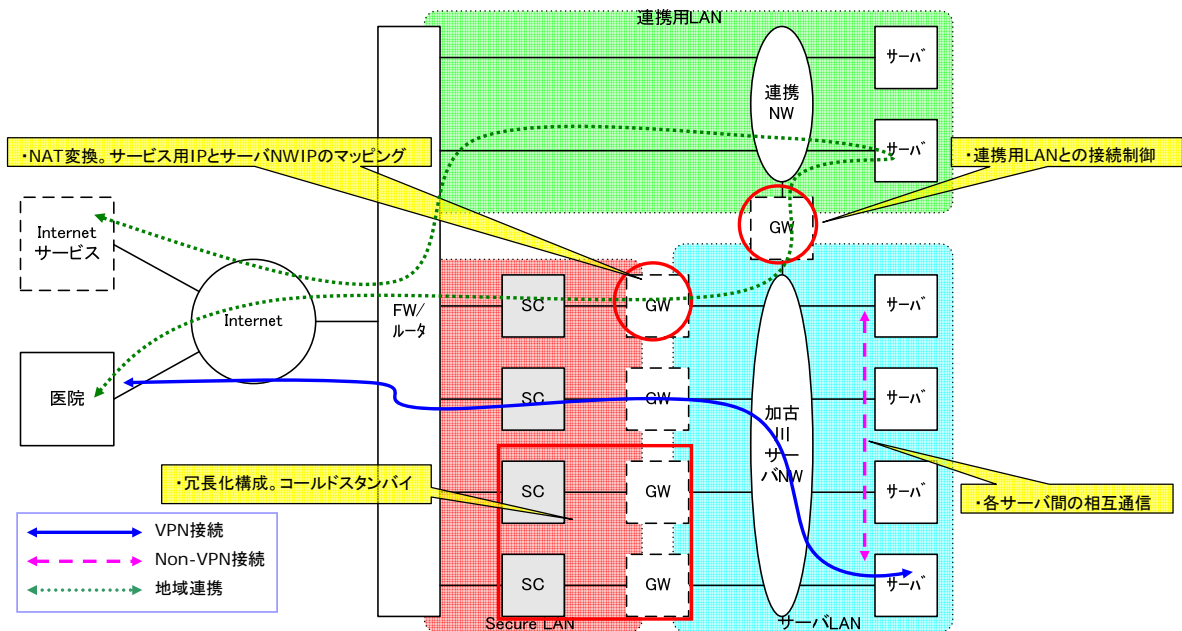 連携用LAN
サーバ
連携
NW
サーバ
・NAT変換。サービス用IPとサーバNWIPのマッピング
・連携用LANとの接続制御
Internet
サービス
GW
Internet
FW/
ルータ
SC
GW
サーバ
医院
SC
GW
サーバ
加古
川
サー
バNW
・冗長化構成。コールドスタンバイ
SC
GW
サーバ
・各サーバ間の相互通信
VPN接続
Non-VPN接続
地域連携
SC
GW
サーバ
Secure LAN
サーバLAN